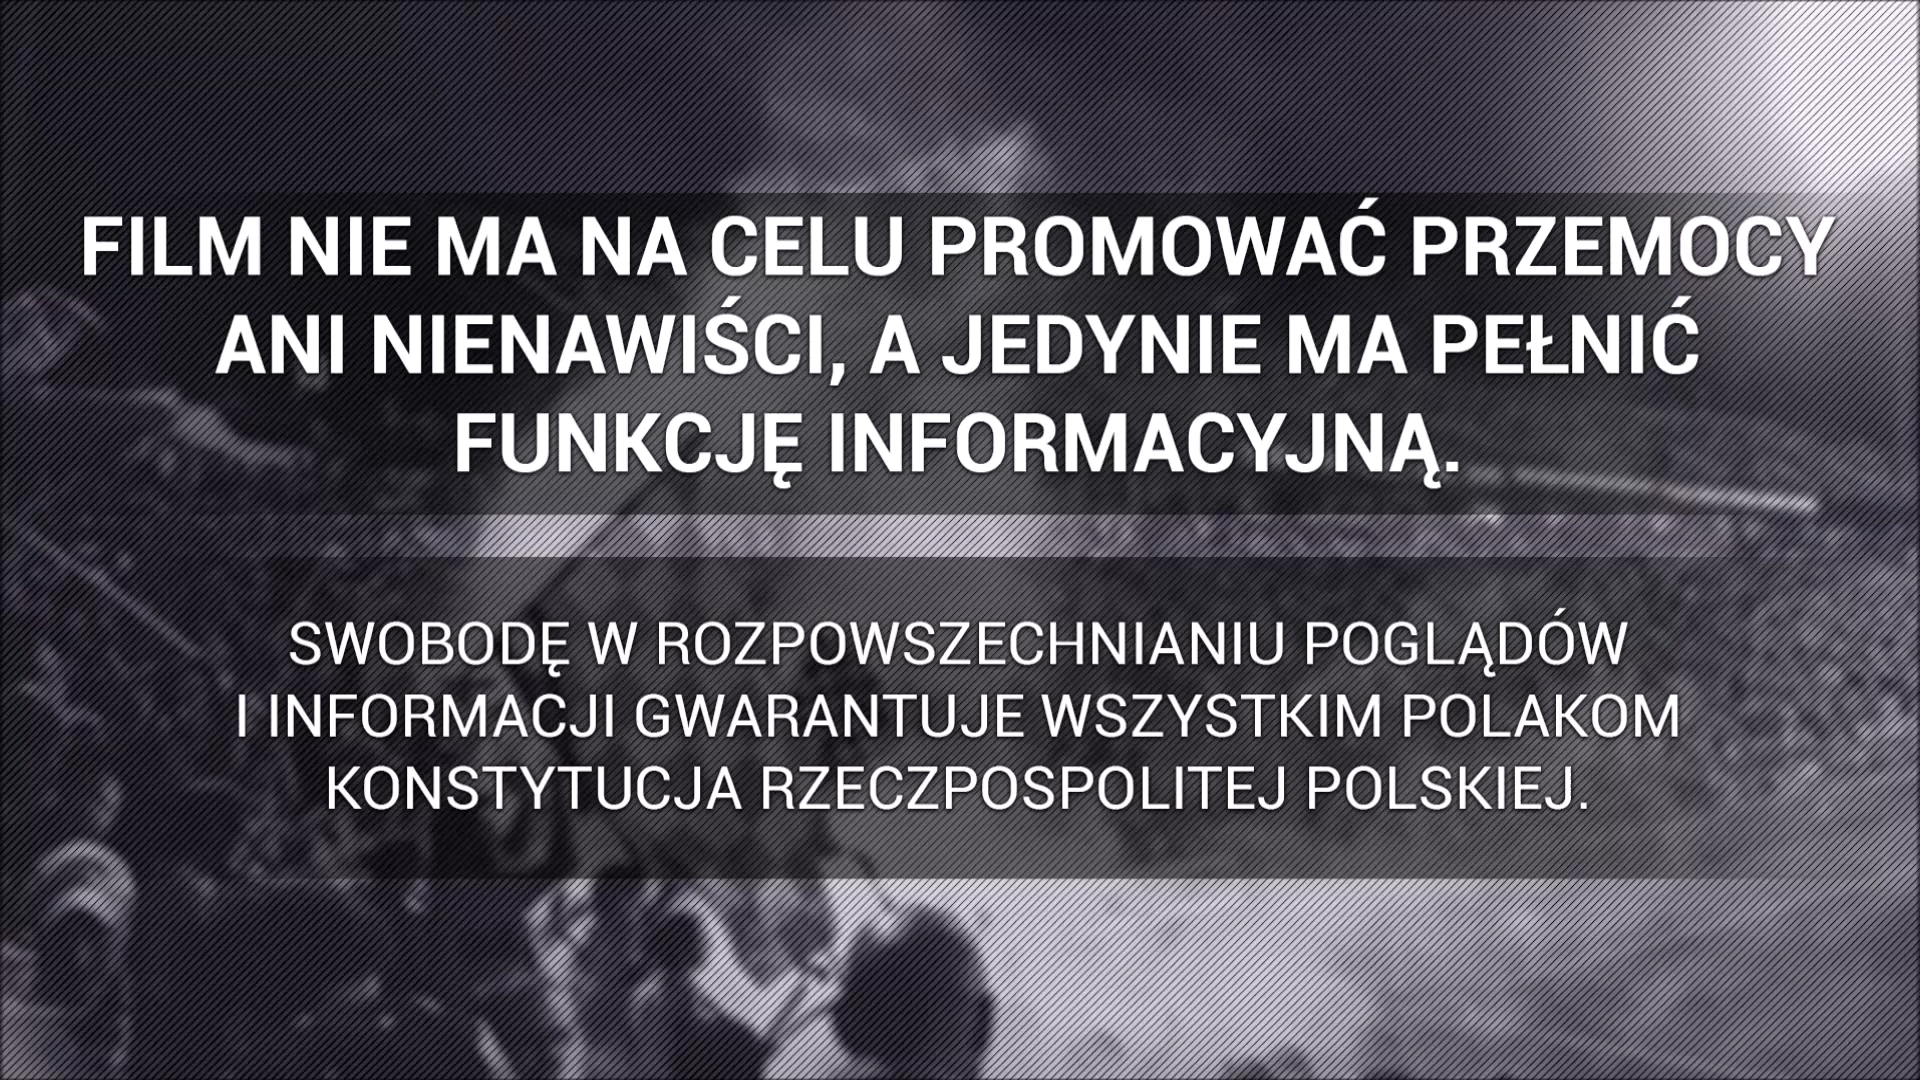 FILM NIE MA NA CELU PROMOWAĆ PRZEMOCY
ANI NIENAWIŚCI, A JEDYNIE MA PEŁNIĆ
FUNKCJĘ INFORMACYJNĄ.
SWOBODĘ W ROZPOWSZECHNIANIU POGLĄDÓW
I INFORMACJI GWARANTUJE WSZYSTKIM POLAKOM
KONSTYTUCJA RZECZPOSPOLITEJ POLSKIEJ.